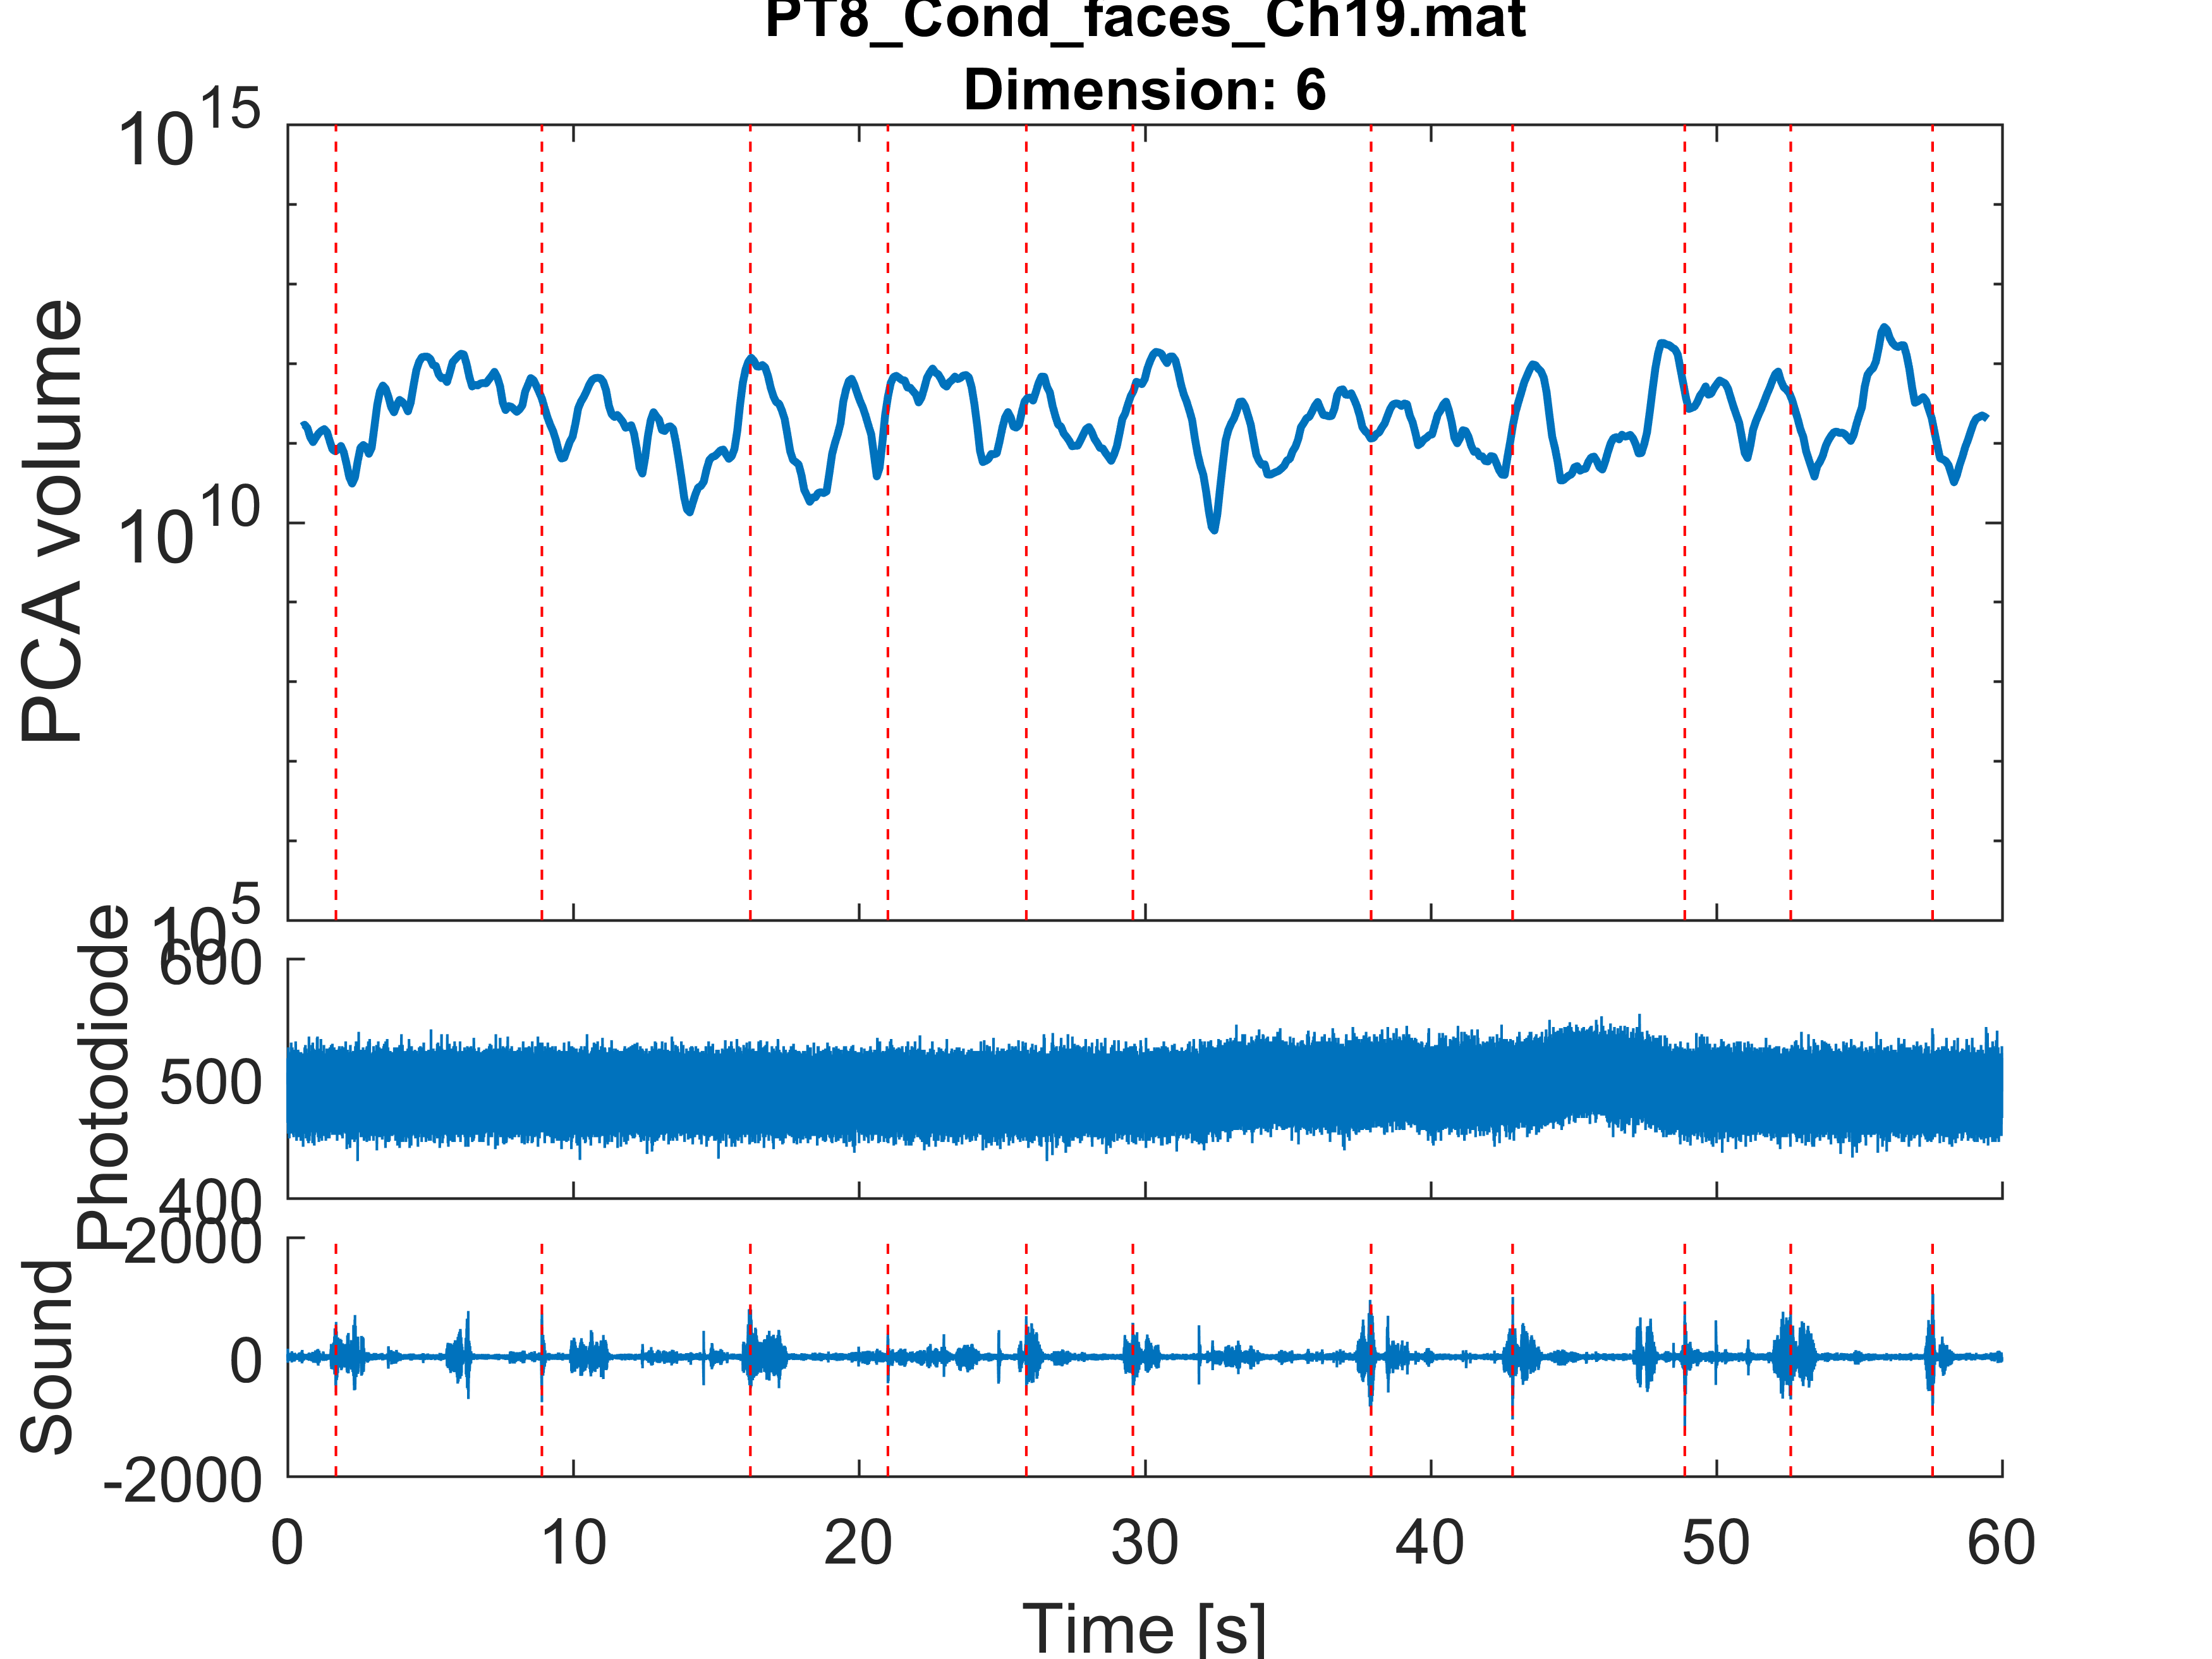 PT8_Cond_faces_Ch19.mat
Dimension: 6
10^15
10^10
10^5
PCA volume
600
500
400
Photodiode
2000
0
-2000
Sound
0 10 20 30 40 50 60
Time [s]